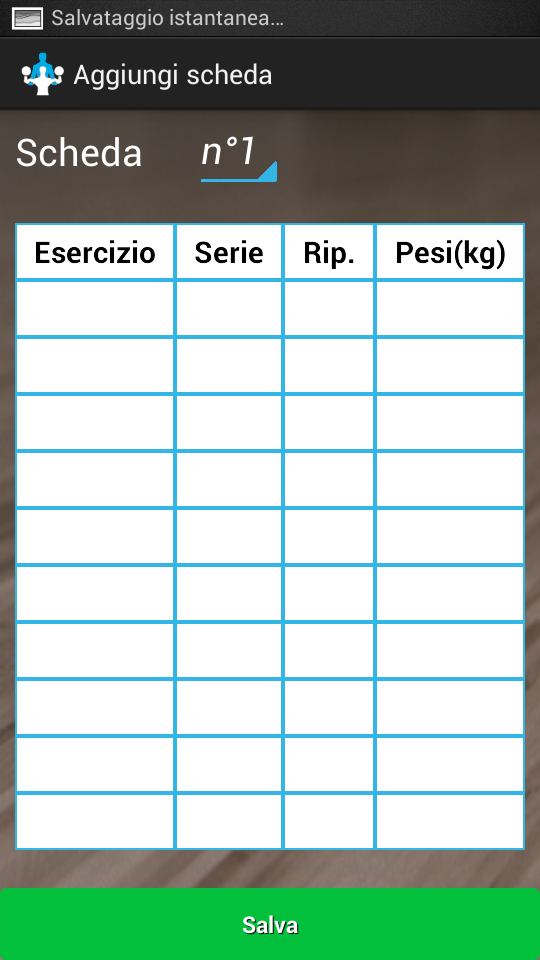 Salvataggio istantanea...
Aggiungi scheda
Scheda n°1
Esercizio Serie Rip. Pesi(kg)
Salva